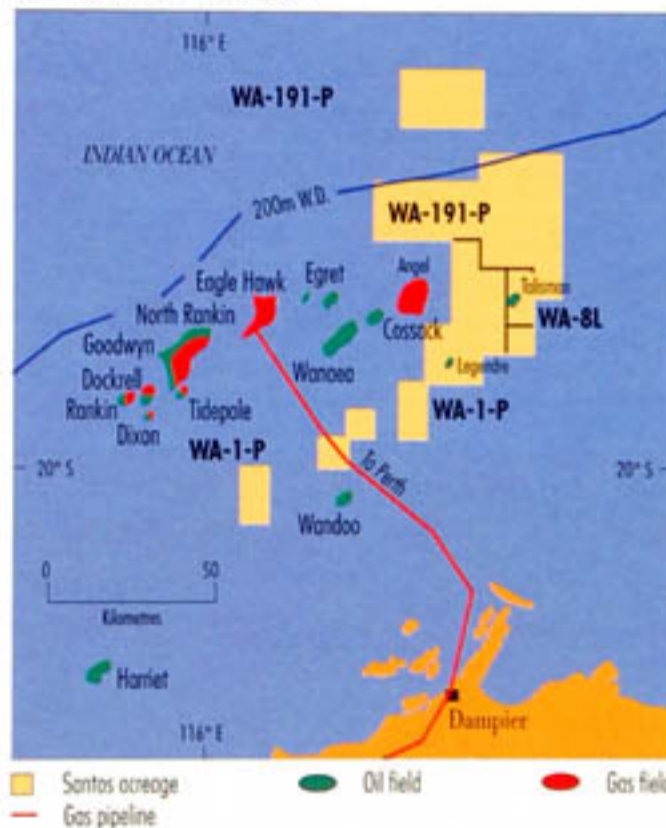 116° E
WA-191-P
INDIAN OCEAN
200m W.D.
WA-191-P
Eagle Hawk
Egret
Angel
Talisman
North Rankin
Cossack
WA-8L
Goodwyn
Wanaea
Legendre
Dockrell
Rankin
Tidepole
WA-1-P
Dixon
WA-1-P
20° S
To Perth
20° S
Wandoo
0
50
Kilometres
Harriet
Dampier
116° E
Santos acreage
Oil field
Gas field
Gas pipeline